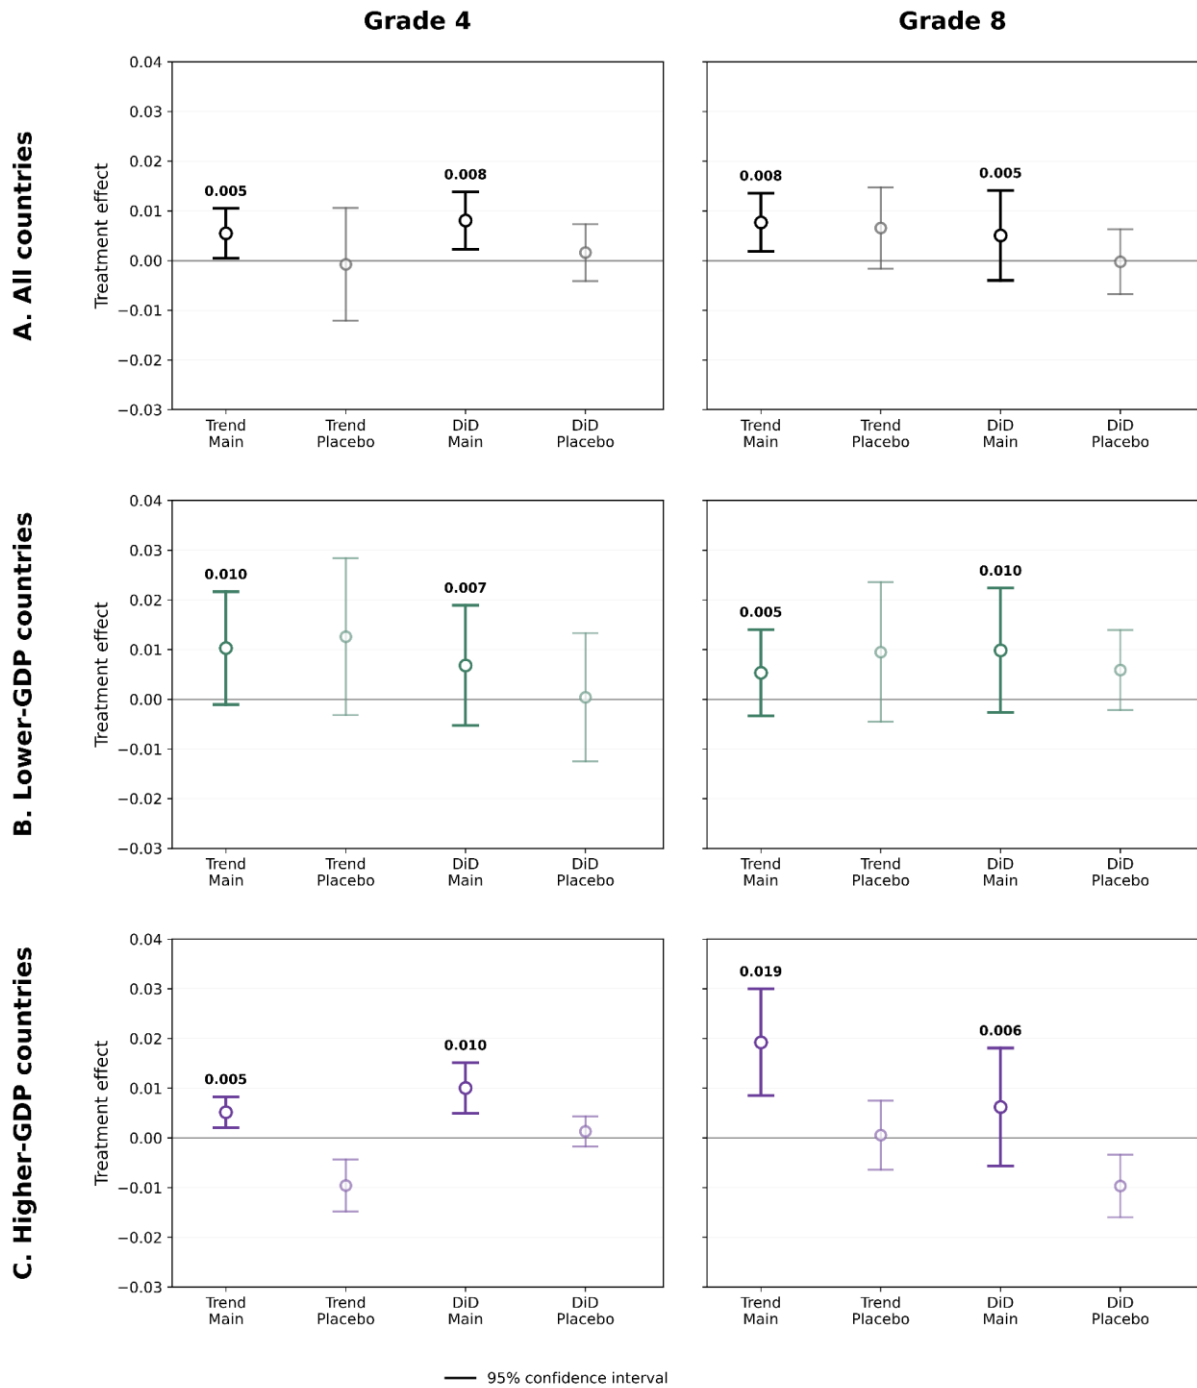 Grade 4
Grade 8
A. All countries
Treatment effect
0.04
0.03
0.02
0.01
0.00
−0.01
−0.02
−0.03
0.005
0.008
Trend
Main
Trend
Placebo
DiD
Main
DiD
Placebo
0.008
0.005
Trend
Main
Trend
Placebo
DiD
Main
DiD
Placebo
B. Lower-GDP countries
Treatment effect
0.04
0.03
0.02
0.01
0.00
−0.01
−0.02
−0.03
0.010
0.007
Trend
Main
Trend
Placebo
DiD
Main
DiD
Placebo
0.005
0.010
Trend
Main
Trend
Placebo
DiD
Main
DiD
Placebo
C. Higher-GDP countries
Treatment effect
0.04
0.03
0.02
0.01
0.00
−0.01
−0.02
−0.03
0.005
0.010
Trend
Main
Trend
Placebo
DiD
Main
DiD
Placebo
0.019
0.006
Trend
Main
Trend
Placebo
DiD
Main
DiD
Placebo
95% confidence interval